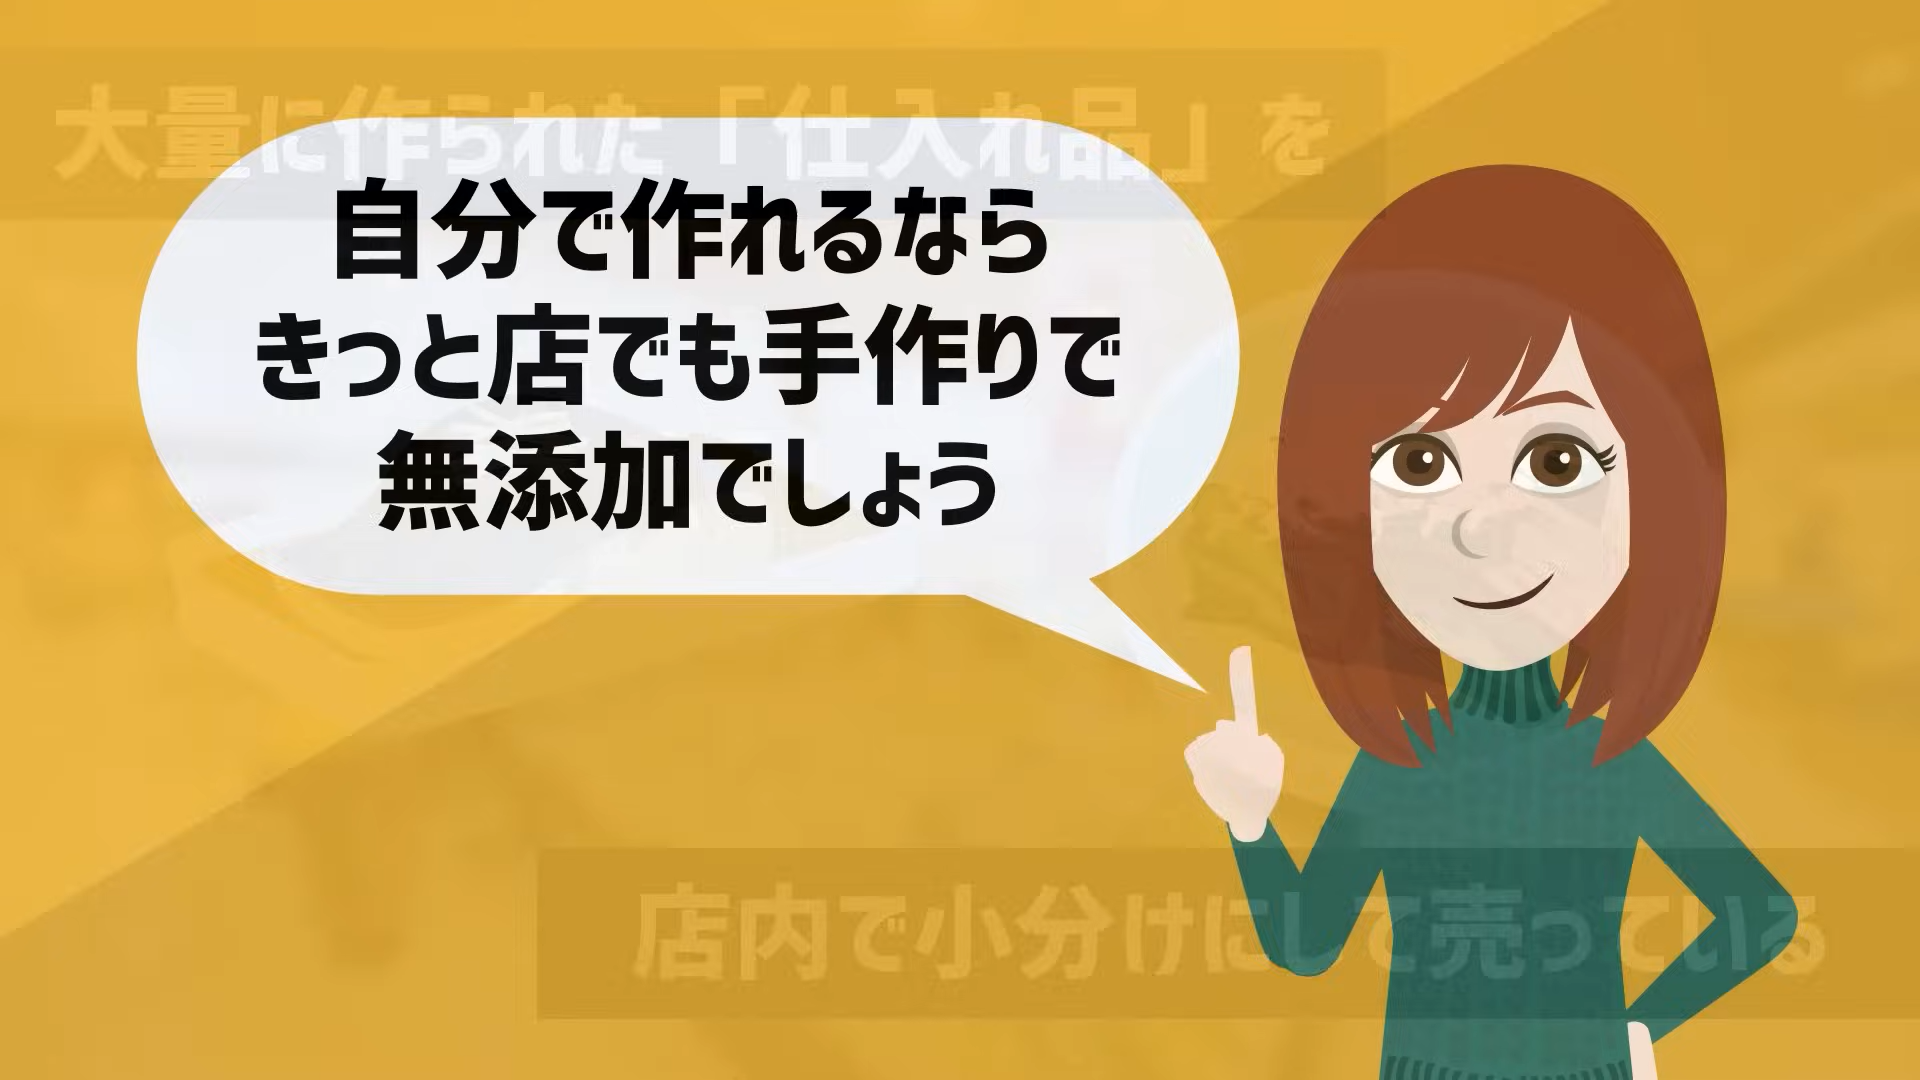 大量に作られた「仕入れ品」を
自分で作れるなら
きっと店でも手作りで
無添加でしょう
店内で小分けにして売っている